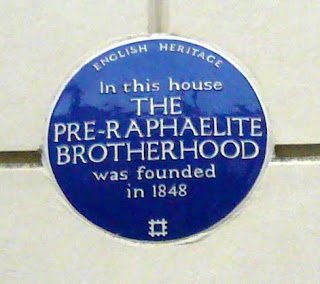 ENGLISH HERITAGE
In this house
THE
PRE-RAPHAELITE
BROTHERHOOD
was founded
in 1848